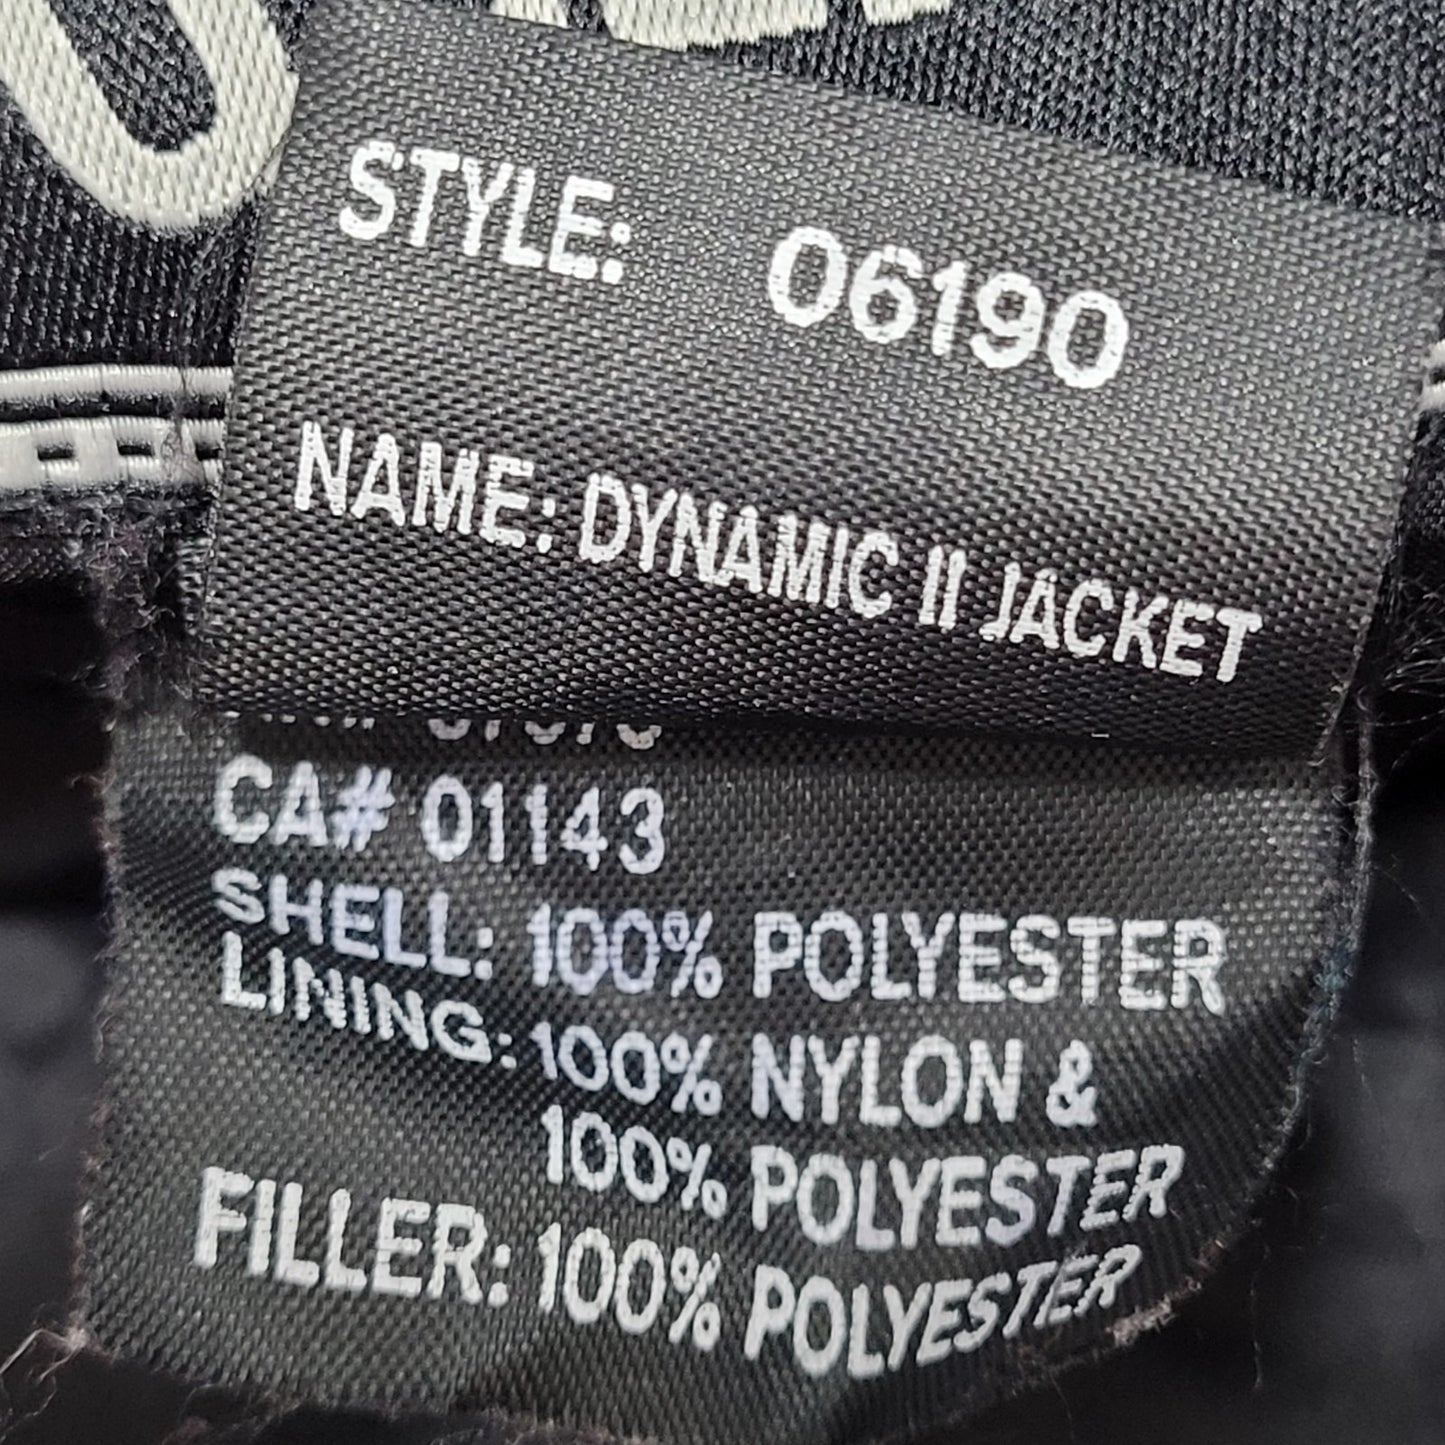 STYLE: 06190
NAME: DYNAMIC II JACKET
CA# 01143
SHELL: 100% POLYESTER
LINING: 100% NYLON &
100% POLYESTER
FILLER: 100% POLYESTER